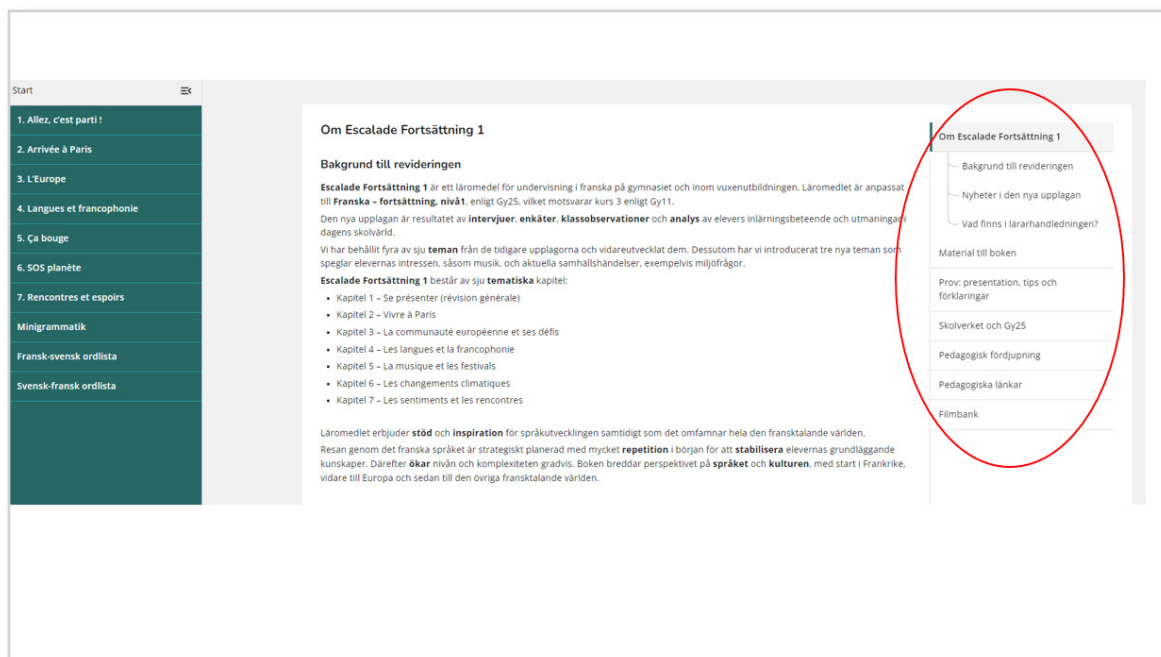 Start
1. Allez, c'est parti !
2. Arrivée à Paris
3. L'Europe
4. Langues et francophonie
5. Ça bouge
6. SOS planète
7. Rencontres et espoirs
Minigrammatik
Fransk-svensk ordlista
Svensk-fransk ordlista
Om Escalade Fortsättning 1
Bakgrund till revideringen
Escalade Fortsättning 1 är ett läromedel för undervisning i franska på gymnasiet och inom vuxenutbildningen. Läromedlet är anpassat
till Franska – fortsättning, nivå1, enligt Gy25, vilket motsvarar kurs 3 enligt Gy11.
Den nya upplagan är resultatet av intervjuer, enkäter, klassobservationer och analys av elevers inlärningsbeteende och utmaningar i
dagens skolvärld.
Vi har behållit fyra av sju teman från de tidigare upplagorna och vidareutvecklat dem. Dessutom har vi introducerat tre nya teman som
speglar elevernas intressen, såsom musik, och aktuella samhällshändelser, exempelvis miljöfrågor.
Escalade Fortsättning 1 består av sju tematiska kapitel:
• Kapitel 1 – Se présenter (révision générale)
• Kapitel 2 – Vivre à Paris
• Kapitel 3 – La communauté européenne et ses défis
• Kapitel 4 – Les langues et la francophonie
• Kapitel 5 – La musique et les festivals
• Kapitel 6 – Les changements climatiques
• Kapitel 7 – Les sentiments et les rencontres
Läromedlet erbjuder stöd och inspiration för språkutvecklingen samtidigt som det omfamnar hela den fransktalande världen.
Resan genom det franska språket är strategiskt planerad med mycket repetition i början för att stabilisera elevernas grundläggande
kunskaper. Därefter ökar nivån och komplexiteten gradvis. Boken breddar perspektivet på språket och kulturen, med start i Frankrike,
vidare till Europa och sedan till den övriga fransktalande världen.
Om Escalade Fortsättning 1
Bakgrund till revideringen
Nyheter i den nya upplagan
Vad finns i lärarhandledningen?
Material till boken
Prov: presentation, tips och
förklaringar
Skolverket och Gy25
Pedagogisk fördjupning
Pedagogiska länkar
Filmbank